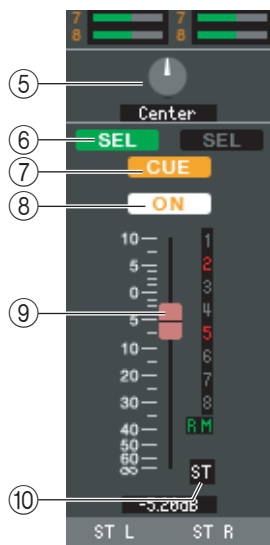 7 7
8 8
⑤
Center
⑥ SEL SEL
⑦ CUE
⑧ ON
10 1
5 2
0 3
⑨ 4
5 5
10 6
20 7
30 8
40 R M
50
60
∞ ST
⑩ -5.20dB
ST L ST R